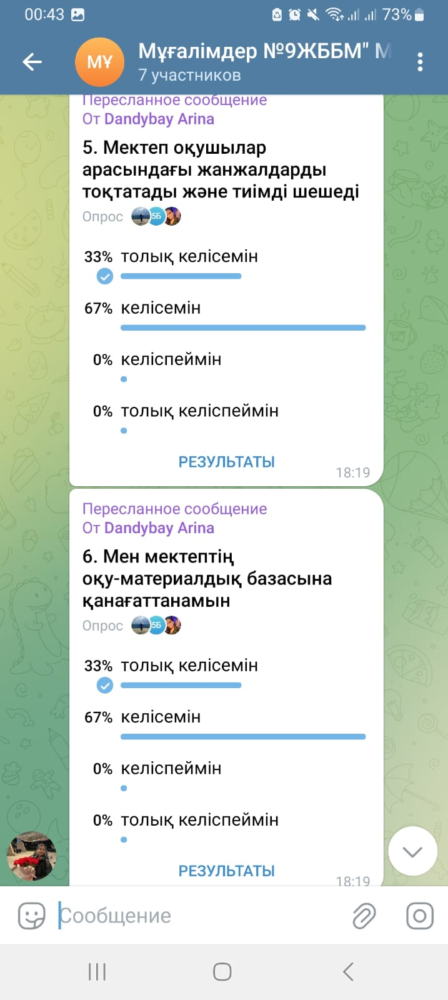 00:43
73%
МҰ
Мұғалімдер №9ЖББМ" М
7 участников
Пересланное сообщение
От Dandybay Arina
5. Мектеп оқушылар
арасындағы жанжалдарды
тоқтатады және тиімді шешеді
Опрос 5Б
33% толық келісемін
67% келісемін
0% келіспеймін
0% толық келіспеймін
РЕЗУЛЬТАТЫ
18:19
Пересланное сообщение
От Dandybay Arina
6. Мен мектептің
оқу-материалдық базасына
қанағаттанамын
Опрос 5Б
33% толық келісемін
67% келісемін
0% келіспеймін
0% толық келіспеймін
РЕЗУЛЬТАТЫ
18:19
Сообщение